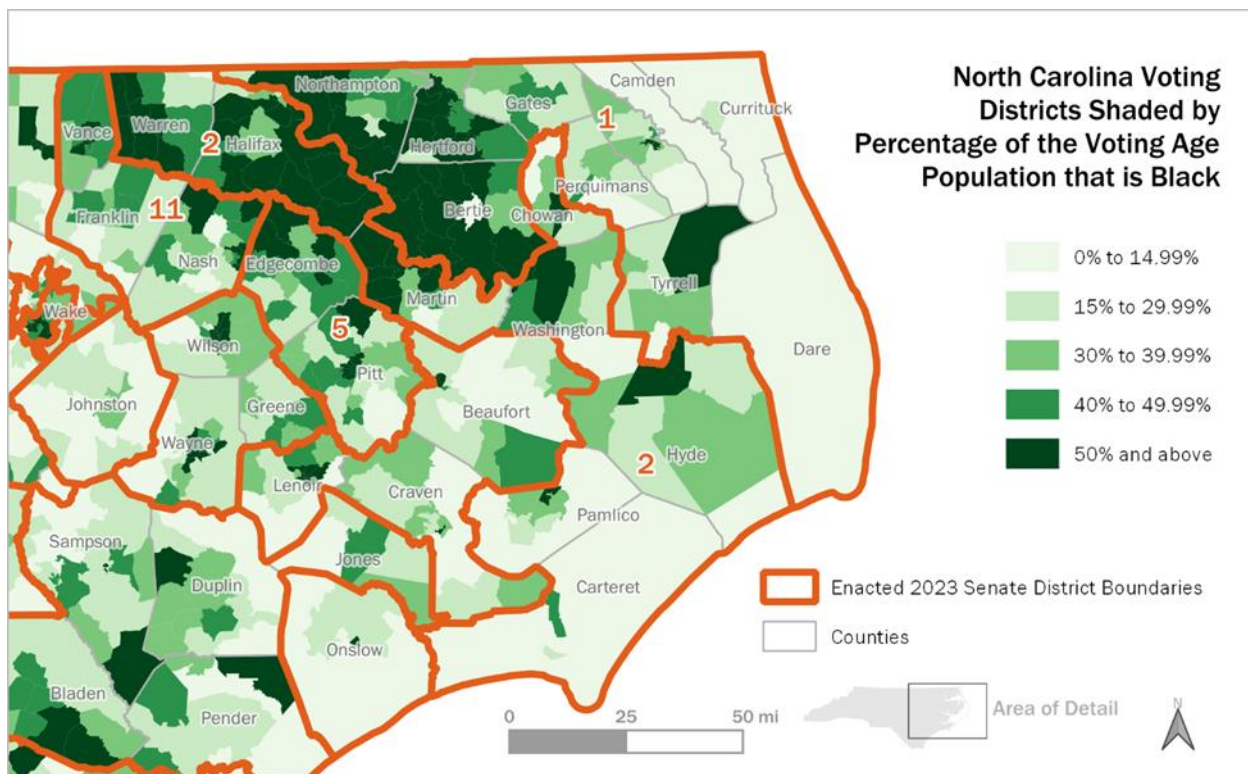 North Carolina Voting
Districts Shaded by
Percentage of the Voting Age
Population that is Black
0% to 14.99%
15% to 29.99%
30% to 39.99%
40% to 49.99%
50% and above
Enacted 2023 Senate District Boundaries
Counties
Area of Detail
N
0
25
50 mi
Northampton
Camden
Currituck
Gates
Vance
Warren
2
Halifax
Hertford
1
Perquimans
Bertie
Chowan
Franklin
11
Nash
Edgecombe
Martin
Tyrrell
Wake
Wilson
5
Washington
Dare
Pitt
Johnston
Greene
Beaufort
Wayne
2
Hyde
Lenoir
Craven
Pamlico
Sampson
Jones
Duplin
Carteret
Onslow
Bladen
Pender